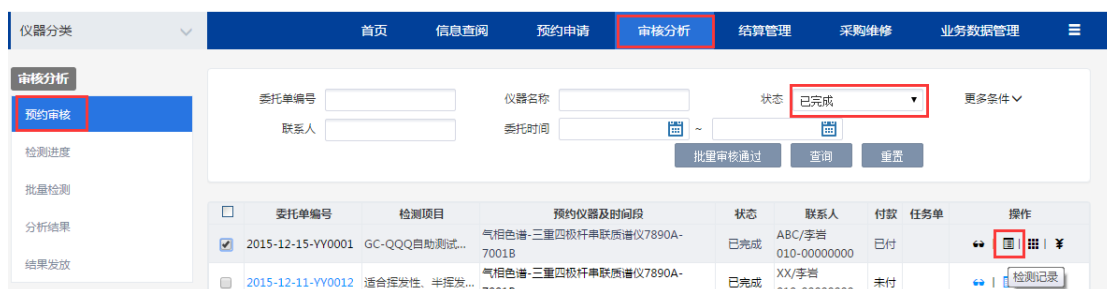 仪器分类 首页 信息查阅 预约申请 审核分析 结算管理 采购维修 业务数据管理
审核分析
预约审核
检测进度
批量检测
分析结果
结果发放
委托单编号 仪器名称 状态 已完成 更多条件
联系人 委托时间 ~
批量审核通过 查询 重置
委托单编号 检测项目 预约仪器及时间段 状态 联系人 付款 任务单 操作
2015-12-15-YY0001 GC-QQQ自助测试... 气相色谱-三重四极杆串联质谱仪7890A-7001B 已完成 ABC/李岩 010-00000000 已付 | | | ¥
检测记录
2015-12-11-YY0012 适合挥发性、半挥发... 气相色谱-三重四极杆串联质谱仪7890A- 已完成 XX/李岩 未付